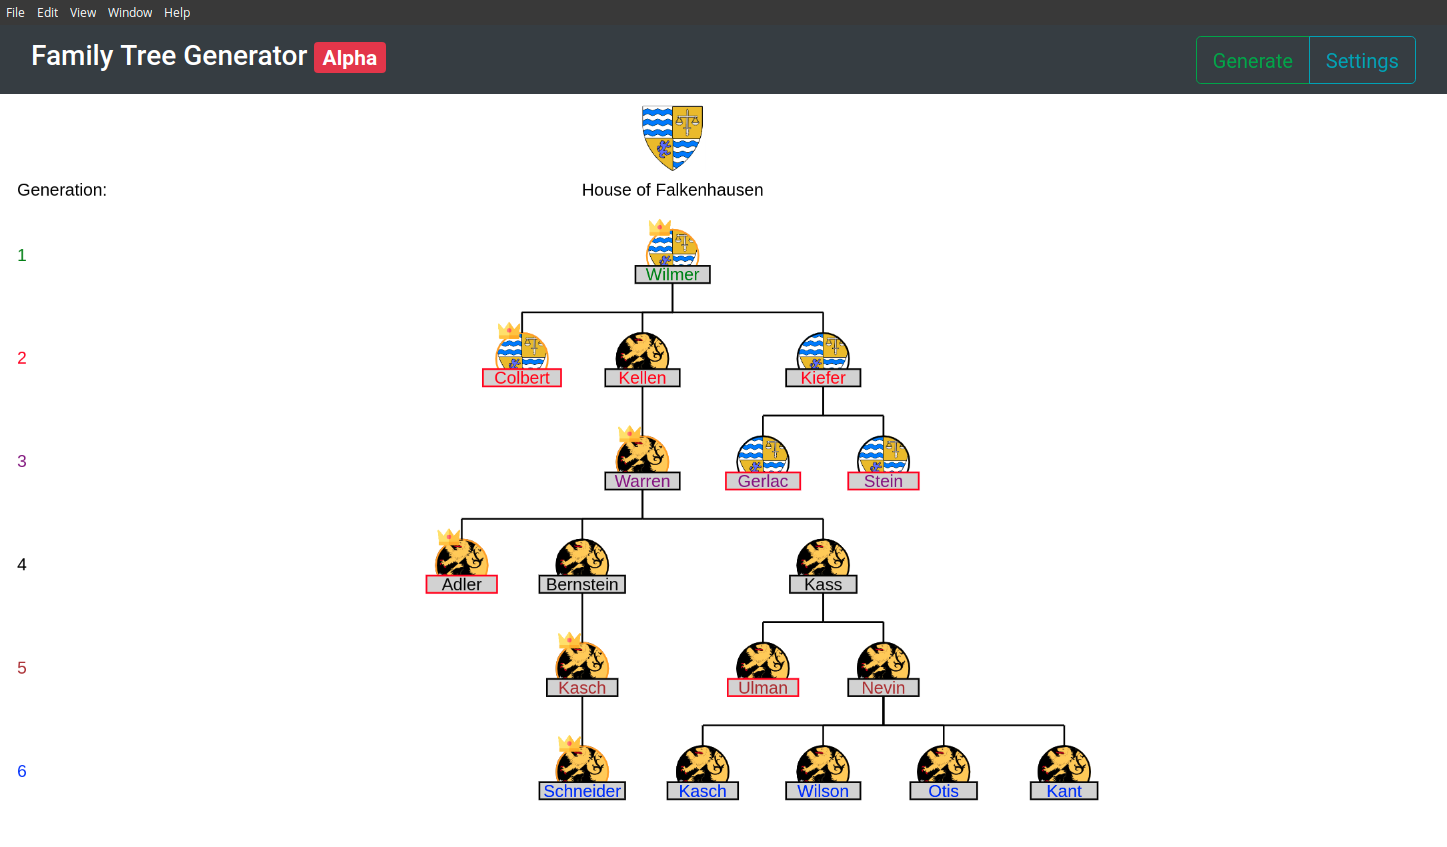 File Edit View Window Help
Family Tree Generator Alpha
Generate Settings
Generation: House of Falkenhausen
1
Wilmer
2
Colbert Kellen Kiefer
3
Warren Gerlac Stein
4
Adler Bernstein Kass
5
Kasch Ulman Nevin
6
Schneider Kasch Wilson Otis Kant